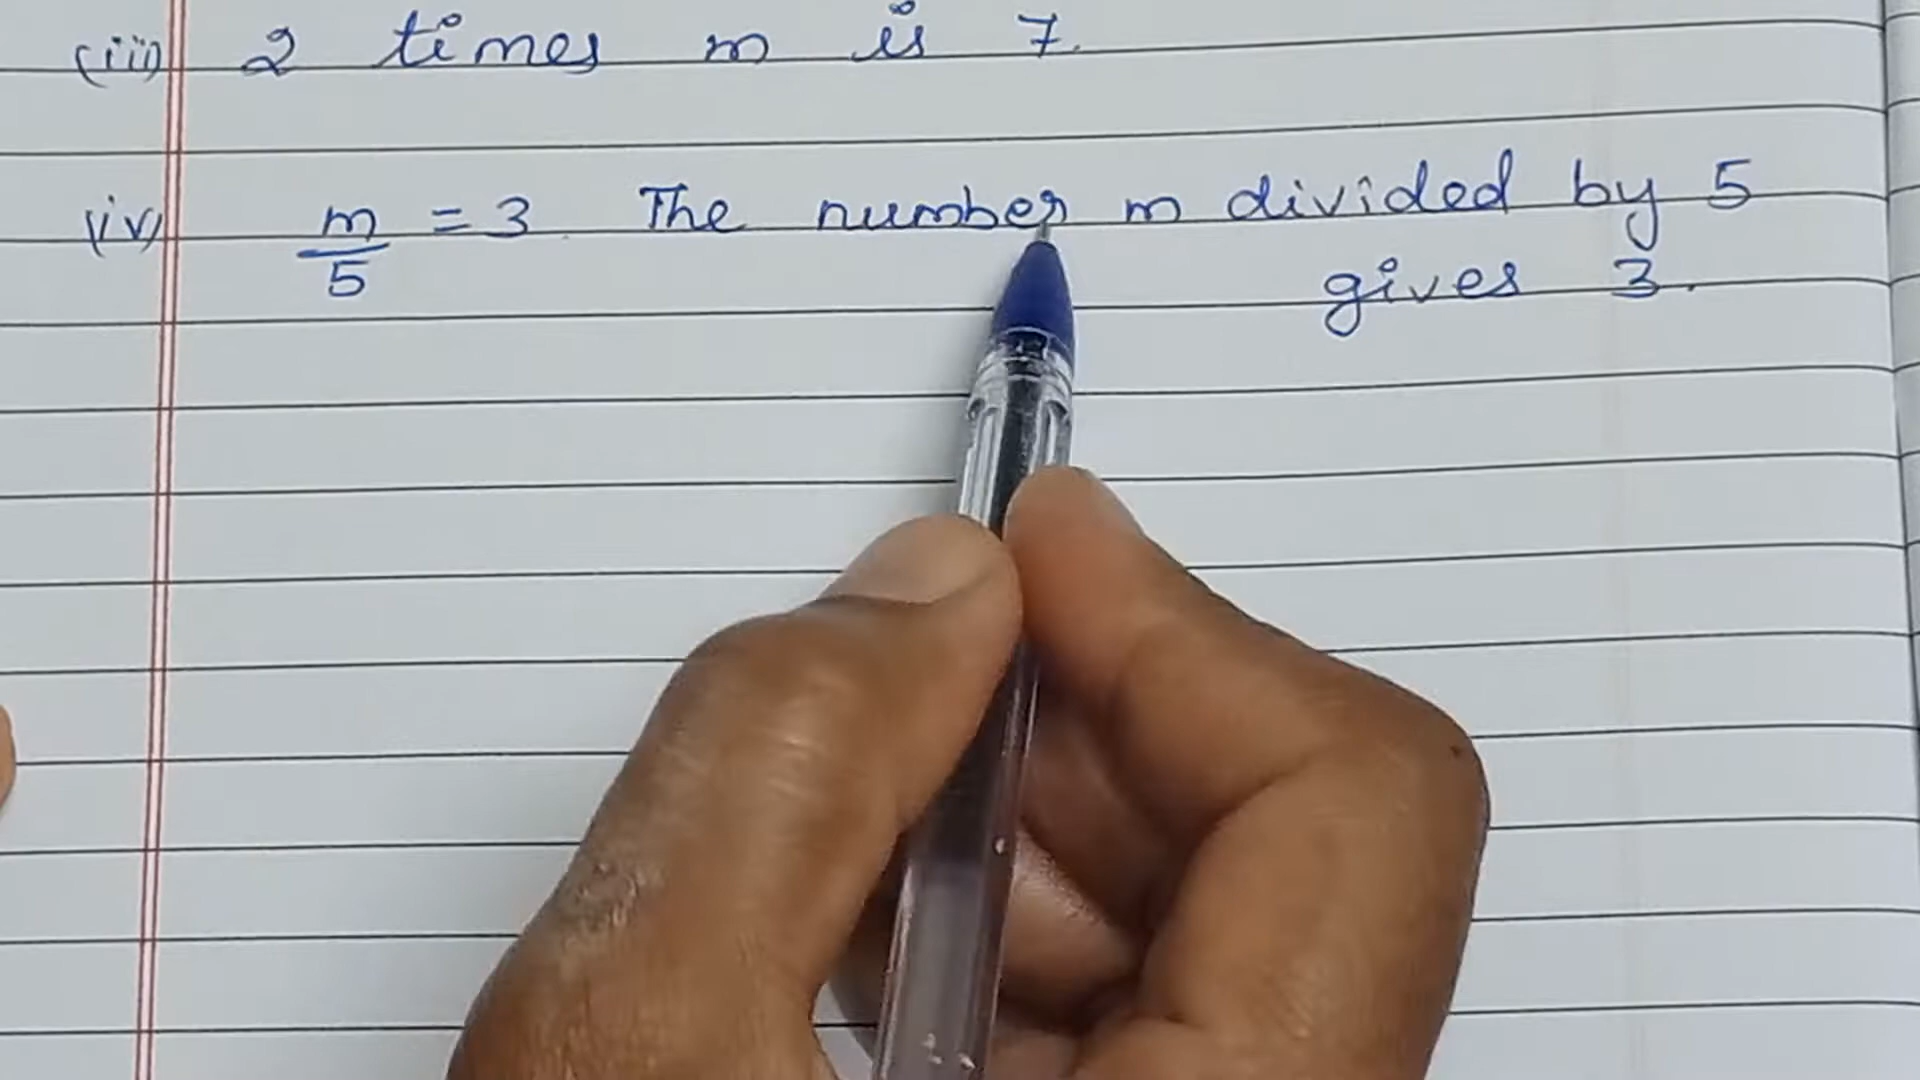 (iii) 2 times m is 7.
(iv) m/5 = 3. The number m divided by 5
gives 3.